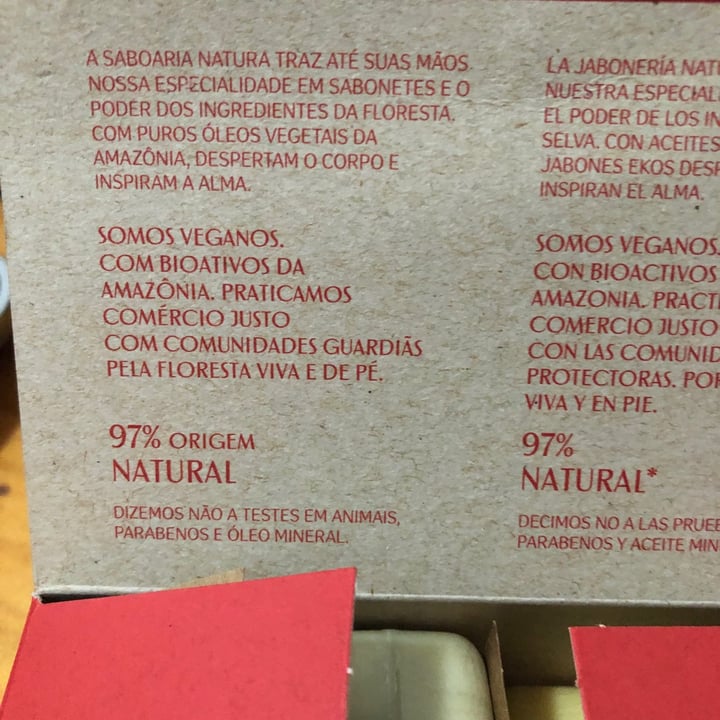 A SABOARIA NATURA TRAZ ATÉ SUAS MÃOS
NOSSA ESPECIALIDADE EM SABONETES E O
PODER DOS INGREDIENTES DA FLORESTA.
COM PUROS ÓLEOS VEGETAIS DA
AMAZÔNIA, DESPERTAM O CORPO E
INSPIRAM A ALMA.
SOMOS VEGANOS.
COM BIOATIVOS DA
AMAZÔNIA. PRATICAMOS
COMÉRCIO JUSTO
COM COMUNIDADES GUARDIÃS
PELA FLORESTA VIVA E DE PÉ.
97% ORIGEM
NATURAL
DIZEMOS NÃO A TESTES EM ANIMAIS,
PARABENOS E ÓLEO MINERAL.
LA JABONERÍA
NUESTRA
EL PODER DE LOS
SELVA. CON ACEITES
JABONES EKOS
INSPIRAN EL ALMA.
SOMOS VEGANOS.
CON BIOACTIVOS
AMAZONIA.
COMERCIO JUSTO
CON LAS
PROTECTORAS.
VIVA Y EN PIE.
97%
NATURAL*
DECIMOS NO A LAS
PARABENOS Y ACEITE